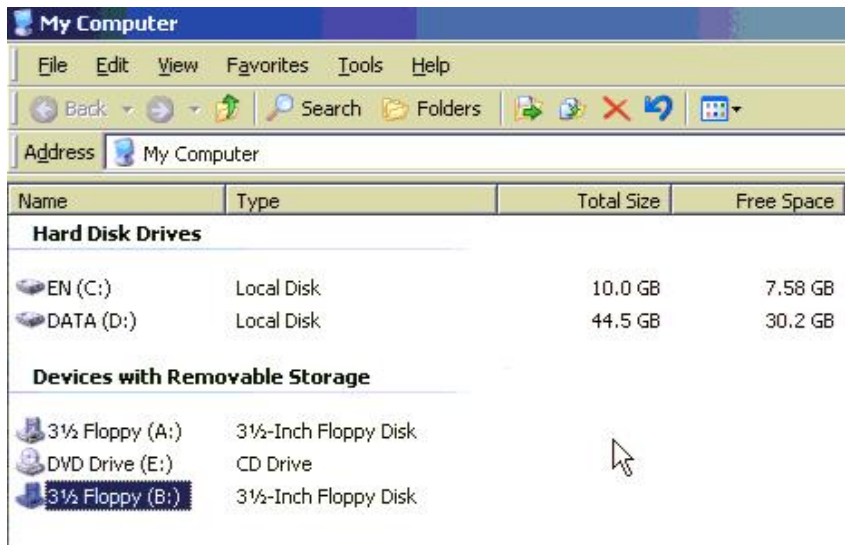 My Computer
File Edit View Favorites Tools Help
Back Search Folders
Address My Computer
Name Type Total Size Free Space
Hard Disk Drives
EN (C:) Local Disk 10.0 GB 7.58 GB
DATA (D:) Local Disk 44.5 GB 30.2 GB
Devices with Removable Storage
3½ Floppy (A:) 3½-Inch Floppy Disk
DVD Drive (E:) CD Drive
3½ Floppy (B:) 3½-Inch Floppy Disk